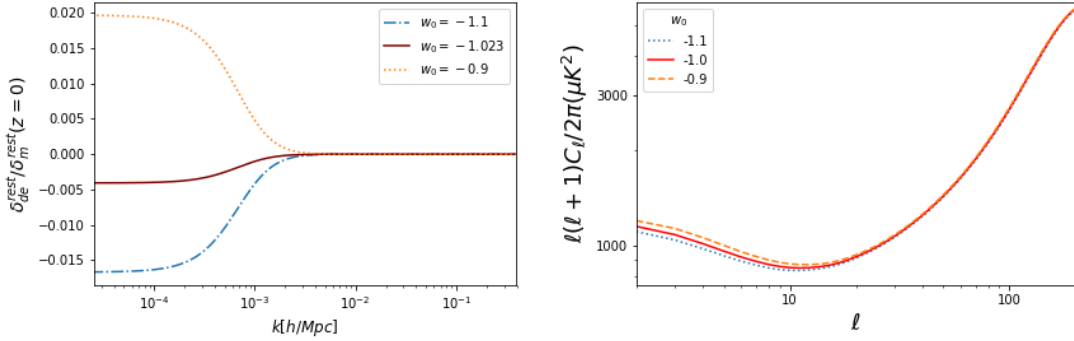 0.020
0.015
0.010
0.005
0.000
−0.005
−0.010
−0.015
δ_de^rest/δ_m^rest(z = 0)
w₀ = −1.1
w₀ = −1.023
w₀ = −0.9
10⁻⁴
10⁻³
10⁻²
10⁻¹
k[h/Mpc]
ℓ(ℓ + 1)C_ℓ/2π(μK²)
3000
1000
w₀
-1.1
-1.0
-0.9
10
100
ℓ